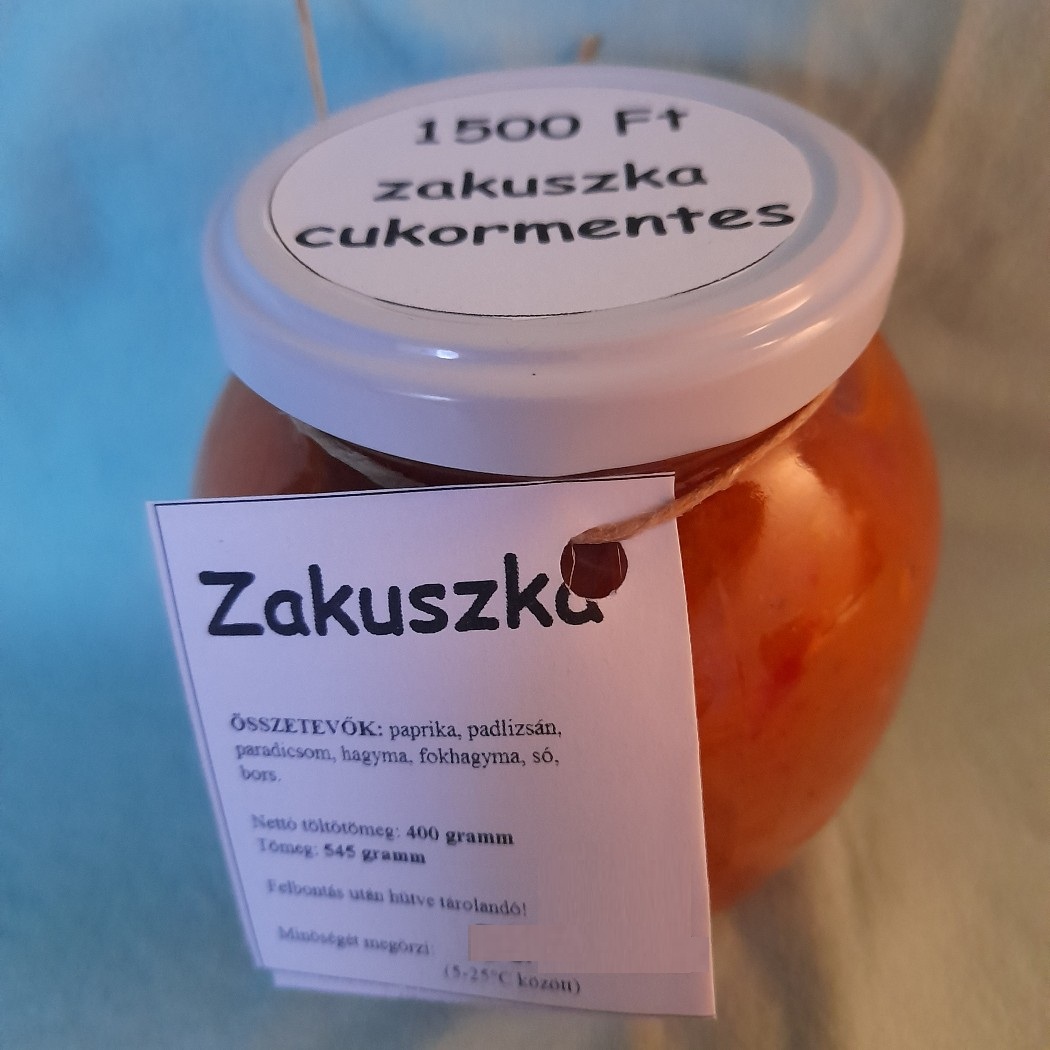 1500 Ft
zakuszka
cukormentes
Zakuszka
ÖSSZETEVŐK: paprika, padlizsán,
paradicsom, hagyma, fokhagyma, só,
bors.
Nettó töltőtömeg: 400 gramm
Tömeg: 545 gramm
Felbontás után hűtve tárolandó!
Minőségét megőrzi:
(5-25°C között)